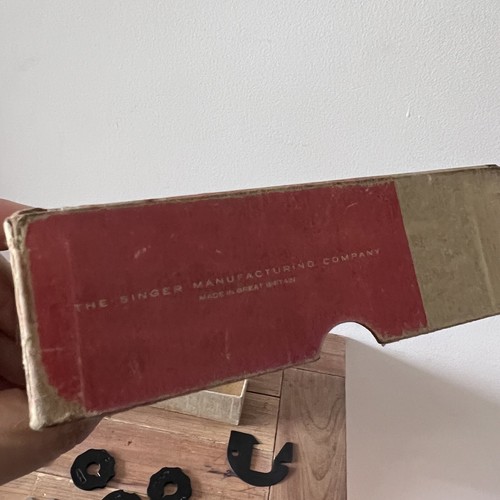 THE SINGER MANUFACTURING COMPANY
MADE IN GREAT BRITAIN